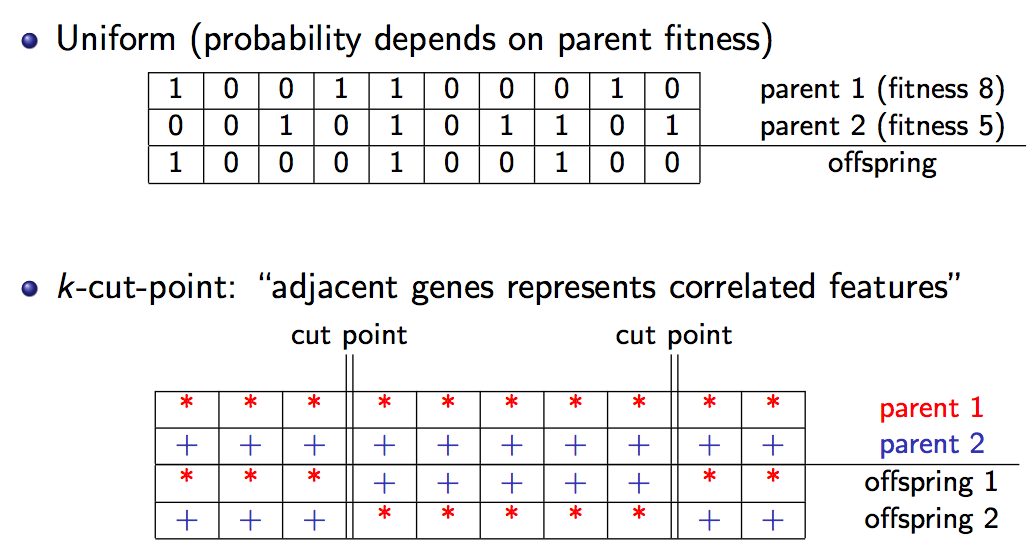 Uniform (probability depends on parent fitness)
1 0 0 1 1 0 0 0 1 0 parent 1 (fitness 8)
0 0 1 0 1 0 1 1 0 1 parent 2 (fitness 5)
1 0 0 0 1 0 0 1 0 0 offspring
k-cut-point: “adjacent genes represents correlated features”
cut point cut point
* * * * * * * * * * parent 1
+ + + + + + + + + + parent 2
* * * + + + + + * * offspring 1
+ + + * * * * * + + offspring 2